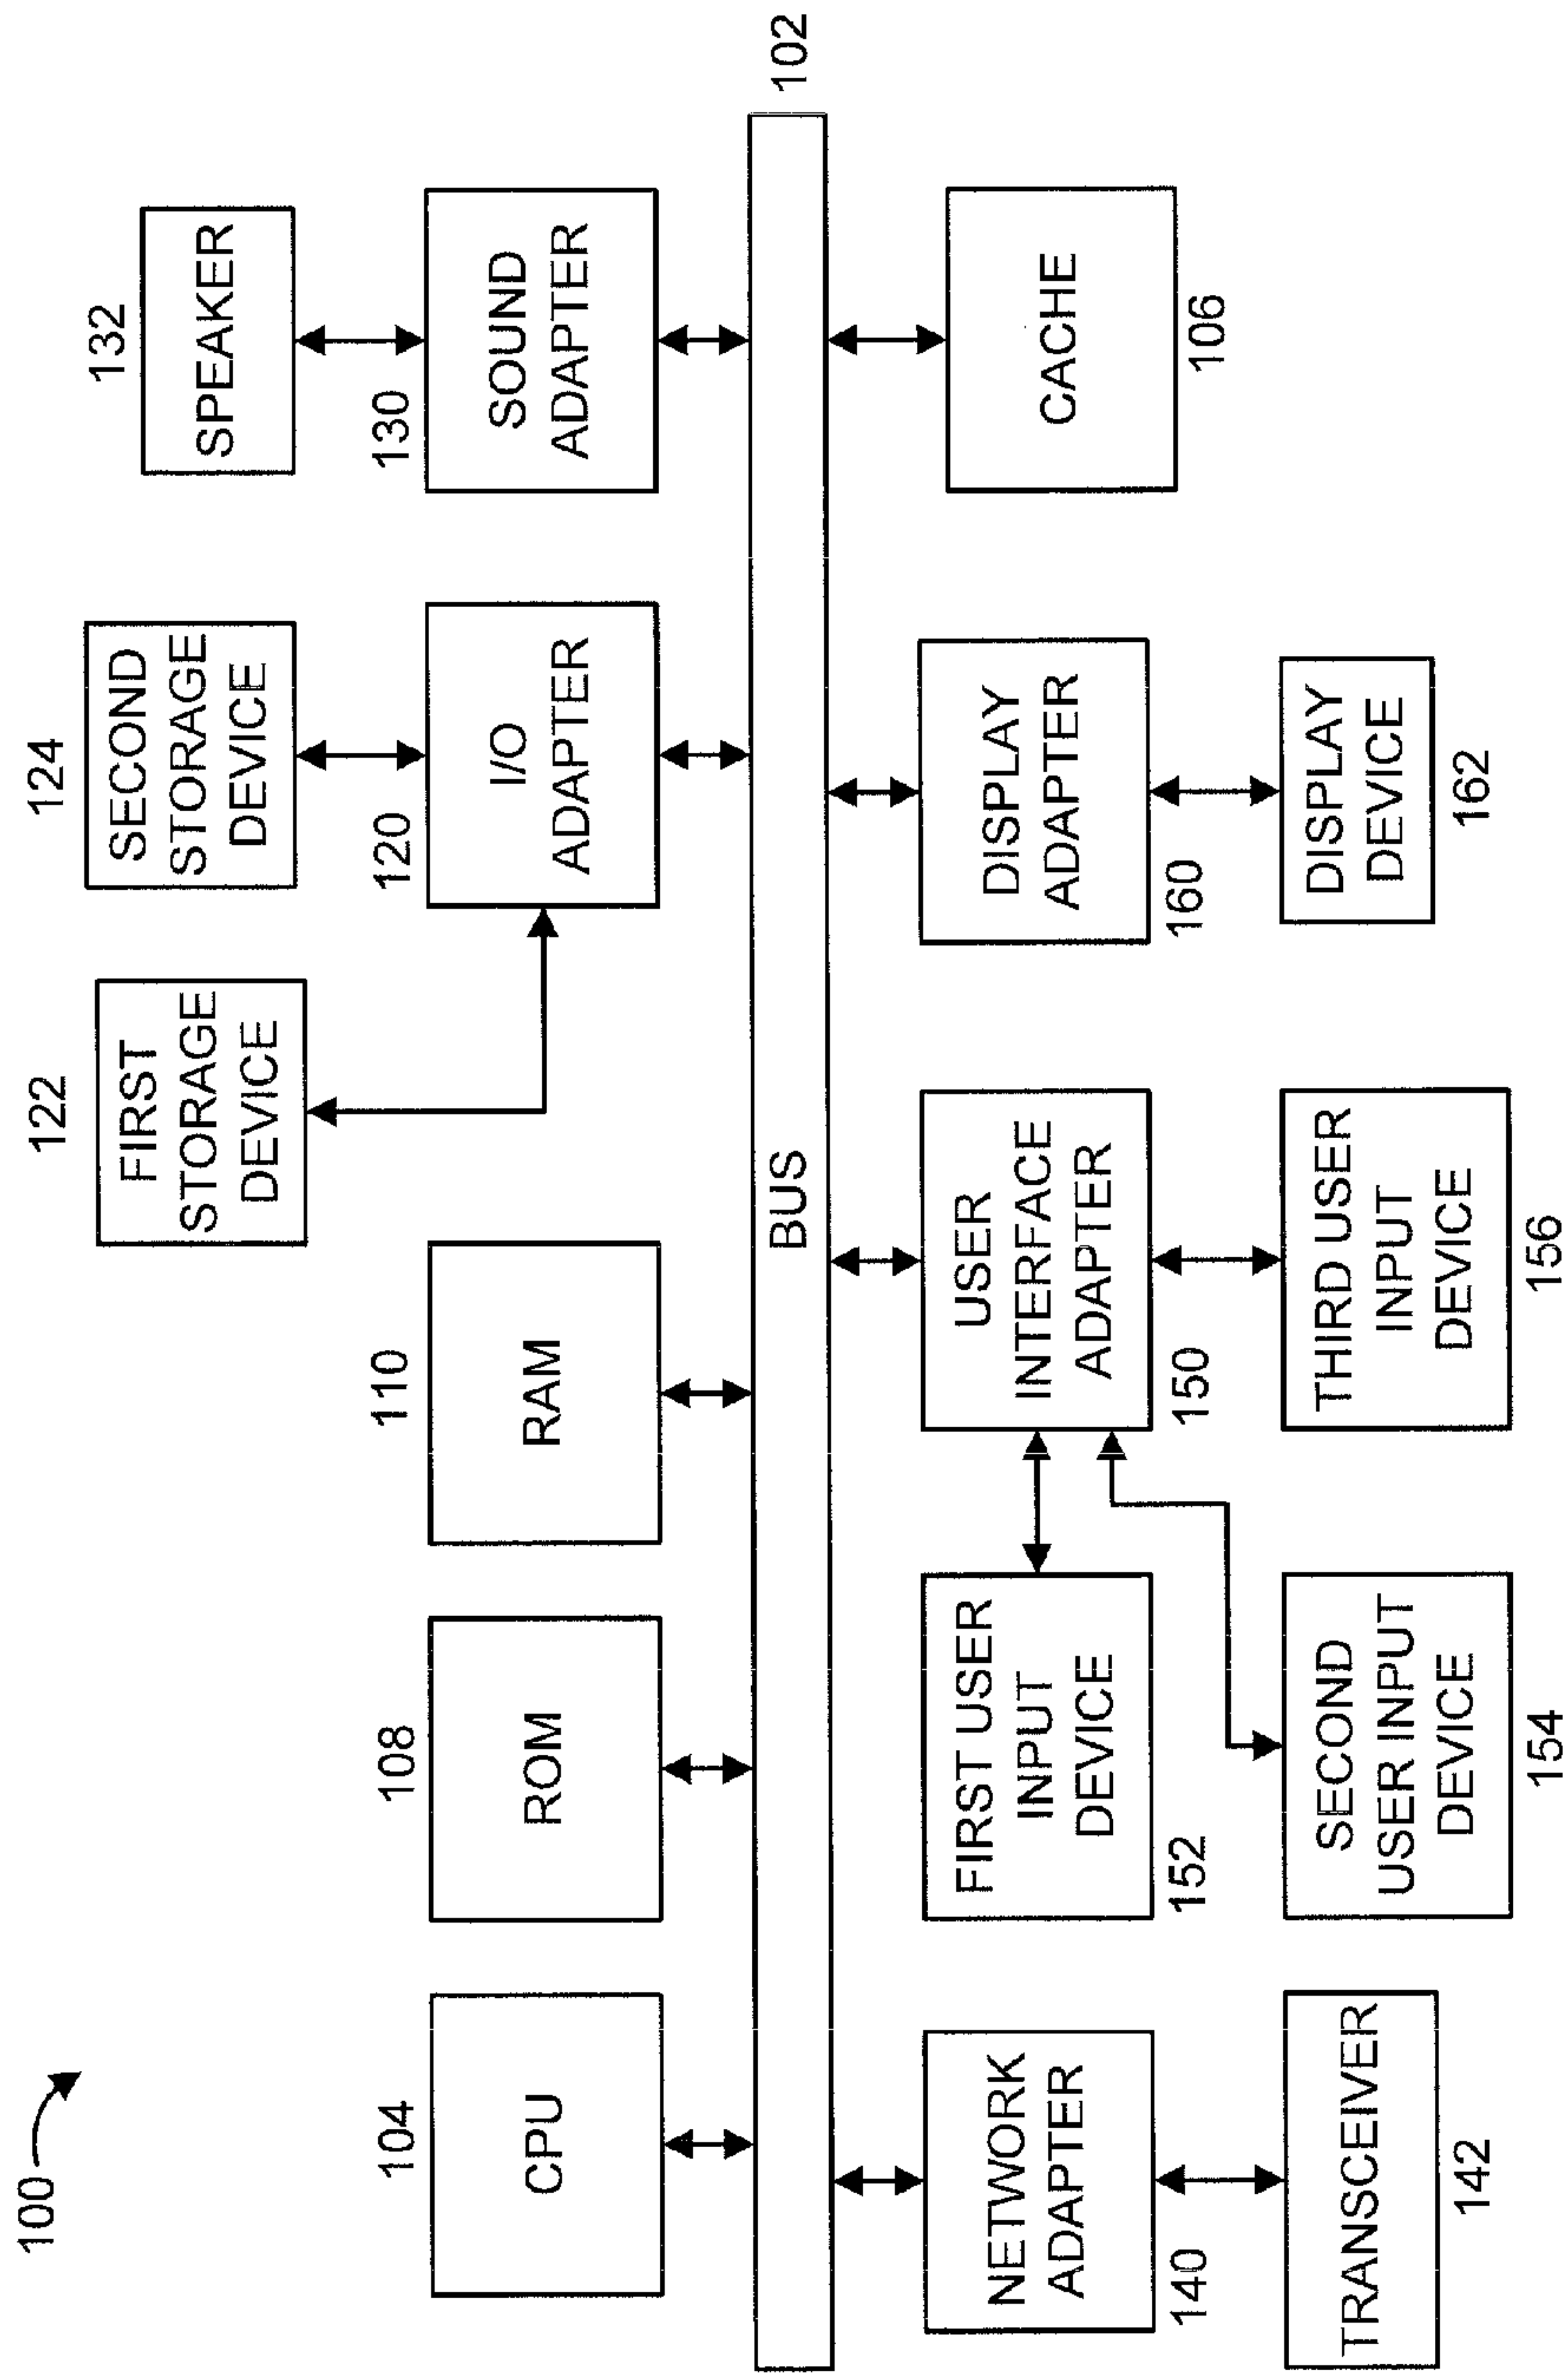 100
122
FIRST
STORAGE
DEVICE
124
SECOND
STORAGE
DEVICE
132
SPEAKER
104
CPU
108
ROM
110
RAM
120
I/O
ADAPTER
130
SOUND
ADAPTER
BUS
102
NETWORK
ADAPTER
140
FIRST USER
INPUT
DEVICE
152
USER
INTERFACE
ADAPTER
150
DISPLAY
ADAPTER
160
CACHE
106
TRANSCEIVER
142
SECOND
USER INPUT
DEVICE
154
THIRD USER
INPUT
DEVICE
156
DISPLAY
DEVICE
162